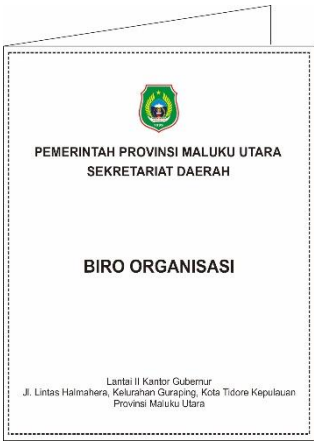 PEMERINTAH PROVINSI MALUKU UTARA
SEKRETARIAT DAERAH
BIRO ORGANISASI
Lantai II Kantor Gubernur
Jl. Lintas Halmahera, Kelurahan Guraping, Kota Tidore Kepulauan
Provinsi Maluku Utara